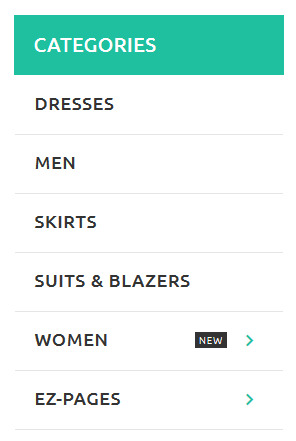 CATEGORIES
DRESSES
MEN
SKIRTS
SUITS & BLAZERS
WOMEN NEW
EZ-PAGES